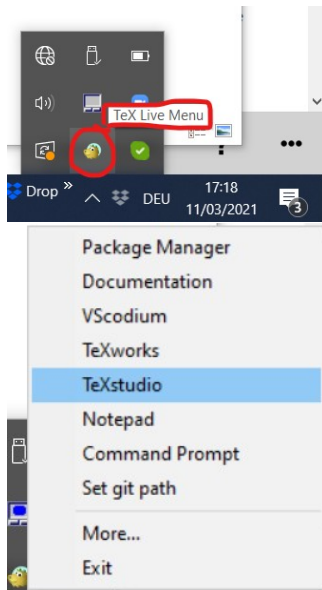 TeX Live Menu
Drop »
DEU
17:18
11/03/2021
3
Package Manager
Documentation
VScodium
TeXworks
TeXstudio
Notepad
Command Prompt
Set git path
More...
Exit